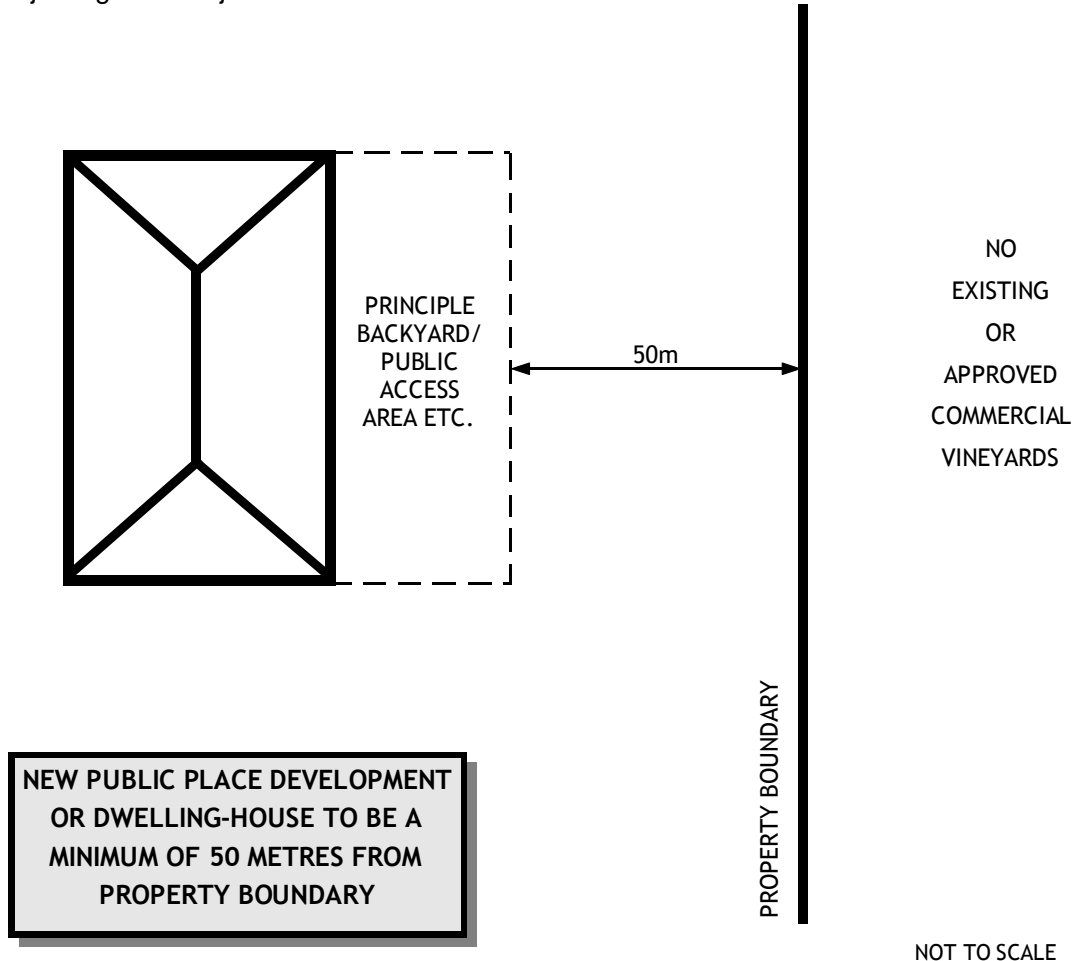 PRINCIPLE
BACKYARD/
PUBLIC
ACCESS
AREA ETC.
50m
NO
EXISTING
OR
APPROVED
COMMERCIAL
VINEYARDS
PROPERTY BOUNDARY
NEW PUBLIC PLACE DEVELOPMENT
OR DWELLING-HOUSE TO BE A
MINIMUM OF 50 METRES FROM
PROPERTY BOUNDARY
NOT TO SCALE